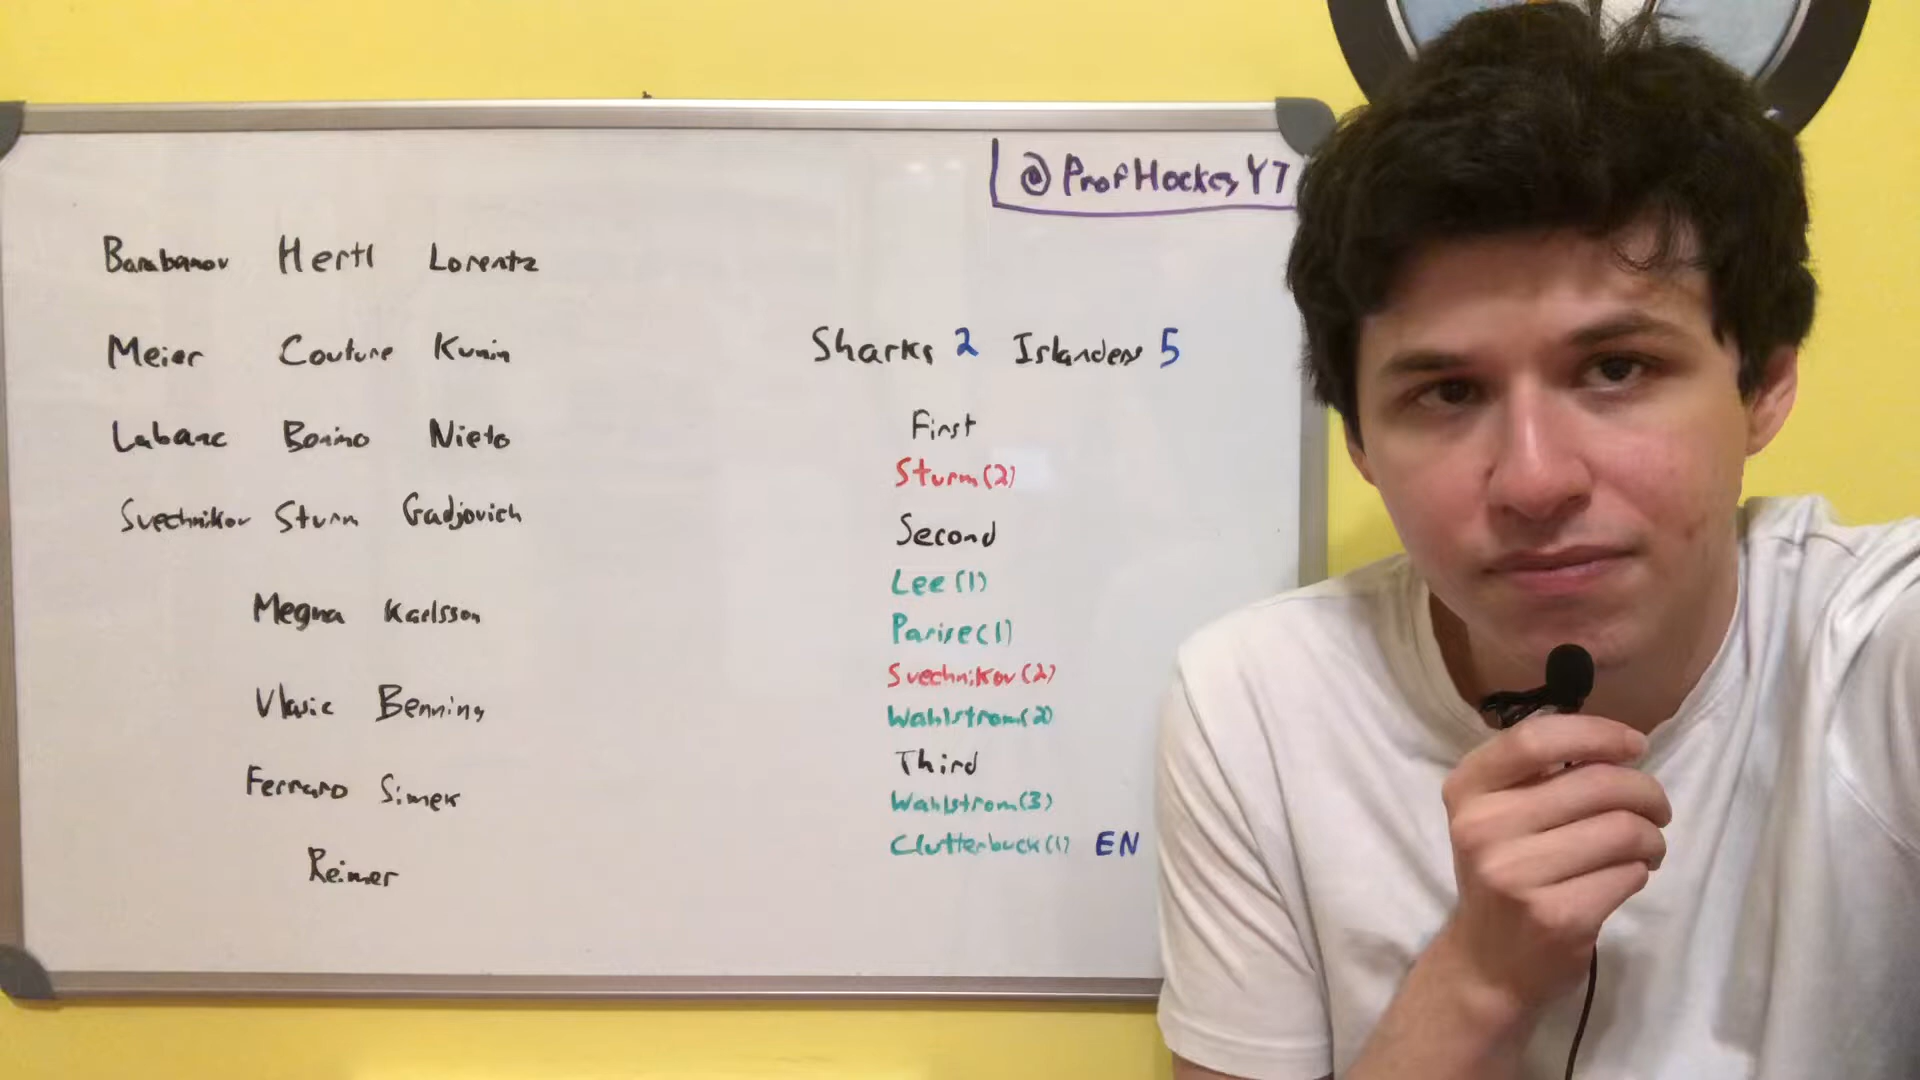 @ProfHockeyYT
Barabanov Hertl Lorentz
Meier Couture Kunin
Labanc Bonino Nieto
Svechnikov Sturm Gadjovich
Megna Karlsson
Vlasic Benning
Ferraro Simek
Reimer
Sharks 2 Islanders 5
First
Sturm (2)
Second
Lee (1)
Parise (1)
Svechnikov (2)
Wahlstrom (2)
Third
Wahlstrom (3)
Clutterbuck (1) EN